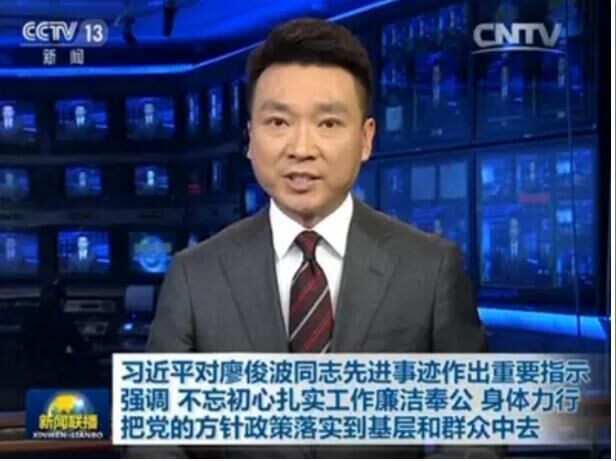 CCTV 13
新闻
CNTV
习近平对廖俊波同志先进事迹作出重要指示
强调 不忘初心扎实工作廉洁奉公 身体力行
把党的方针政策落实到基层和群众中去
新闻联播
XINWEN-LIANBO